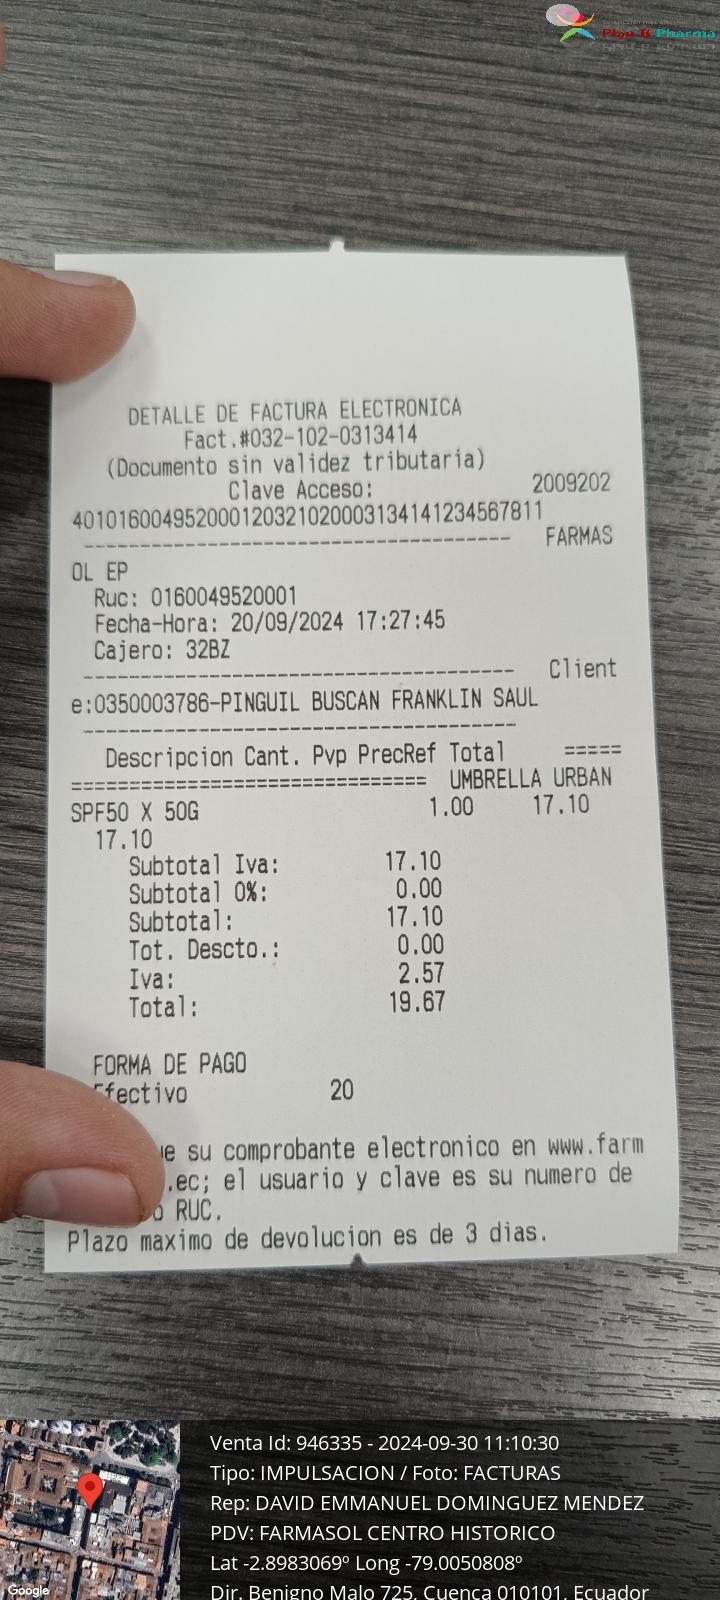 Plan B Pharma
DETALLE DE FACTURA ELECTRONICA
Fact.#032-102-0313414
(Documento sin validez tributaria)
Clave Acceso: 2009202
401016004952000120321020003134141234567811
-------------------------------------- FARMAS
OL EP
Ruc: 0160049520001
Fecha-Hora: 20/09/2024 17:27:45
Cajero: 32BZ
-------------------------------------- Client
e:0350003786-PINGUIL BUSCAN FRANKLIN SAUL
--------------------------------------
Descripcion Cant. Pvp PrecRef Total =====
=============================== UMBRELLA URBAN
SPF50 X 50G 1.00 17.10
17.10
Subtotal Iva: 17.10
Subtotal 0%: 0.00
Subtotal: 17.10
Tot. Descto.: 0.00
Iva: 2.57
Total: 19.67
FORMA DE PAGO
Efectivo 20
ue su comprobante electronico en www.farm
.ec; el usuario y clave es su numero de
o RUC.
Plazo maximo de devolucion es de 3 dias.
Venta Id: 946335 - 2024-09-30 11:10:30
Tipo: IMPULSACION / Foto: FACTURAS
Rep: DAVID EMMANUEL DOMINGUEZ MENDEZ
PDV: FARMASOL CENTRO HISTORICO
Lat -2.8983069º Long -79.0050808º
Dir. Benigno Malo 725, Cuenca 010101, Ecuador
Google